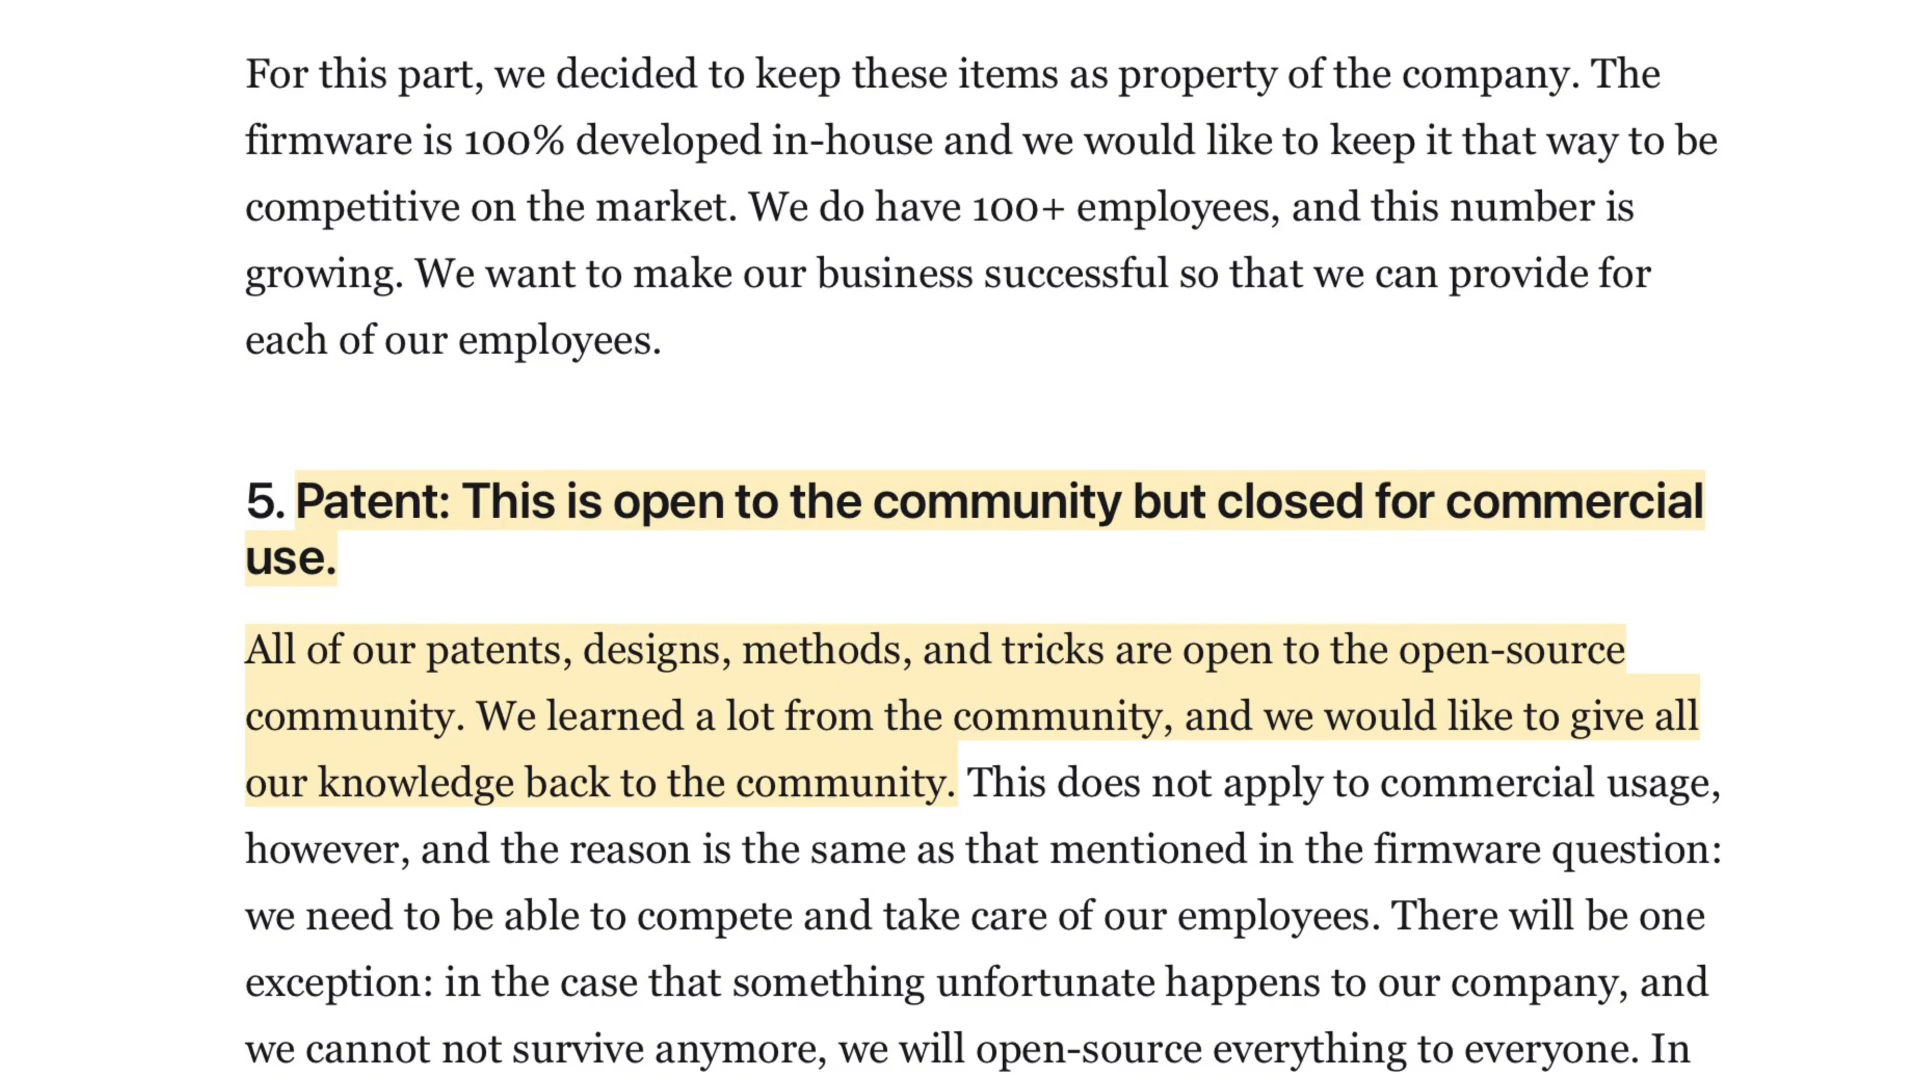 For this part, we decided to keep these items as property of the company. The
firmware is 100% developed in-house and we would like to keep it that way to be
competitive on the market. We do have 100+ employees, and this number is
growing. We want to make our business successful so that we can provide for
each of our employees.
5. Patent: This is open to the community but closed for commercial
use.
All of our patents, designs, methods, and tricks are open to the open-source
community. We learned a lot from the community, and we would like to give all
our knowledge back to the community. This does not apply to commercial usage,
however, and the reason is the same as that mentioned in the firmware question:
we need to be able to compete and take care of our employees. There will be one
exception: in the case that something unfortunate happens to our company, and
we cannot not survive anymore, we will open-source everything to everyone. In